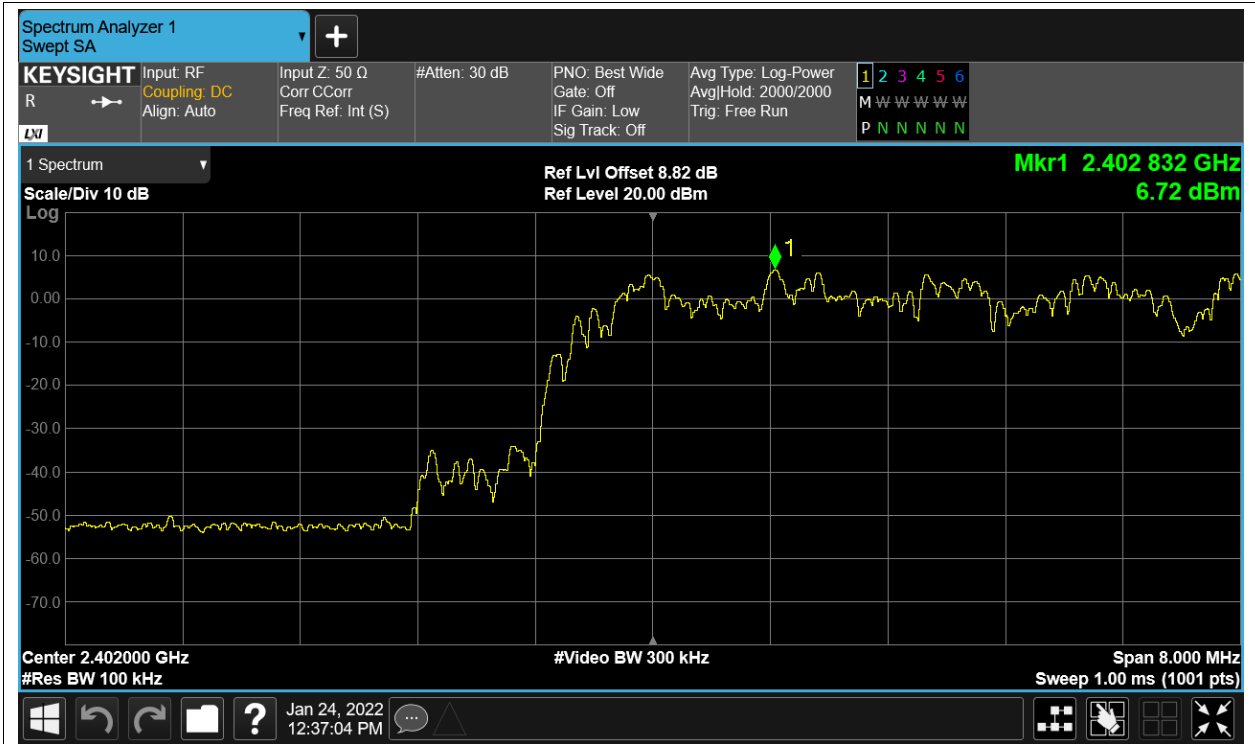 Spectrum Analyzer 1
Swept SA
+
KEYSIGHT
R
LXI
Input: RF
Coupling: DC
Align: Auto
Input Z: 50 Ω
Corr CCorr
Freq Ref: Int (S)
#Atten: 30 dB
PNO: Best Wide
Gate: Off
IF Gain: Low
Sig Track: Off
Avg Type: Log-Power
Avg|Hold: 2000/2000
Trig: Free Run
1 2 3 4 5 6
M W W W W W
P N N N N N
1 Spectrum
Scale/Div 10 dB
Log
Ref Lvl Offset 8.82 dB
Ref Level 20.00 dBm
Mkr1 2.402 832 GHz
6.72 dBm
1
10.0
0.00
-10.0
-20.0
-30.0
-40.0
-50.0
-60.0
-70.0
Center 2.402000 GHz
#Video BW 300 kHz
Span 8.000 MHz
#Res BW 100 kHz
Sweep 1.00 ms (1001 pts)
?
Jan 24, 2022
12:37:04 PM